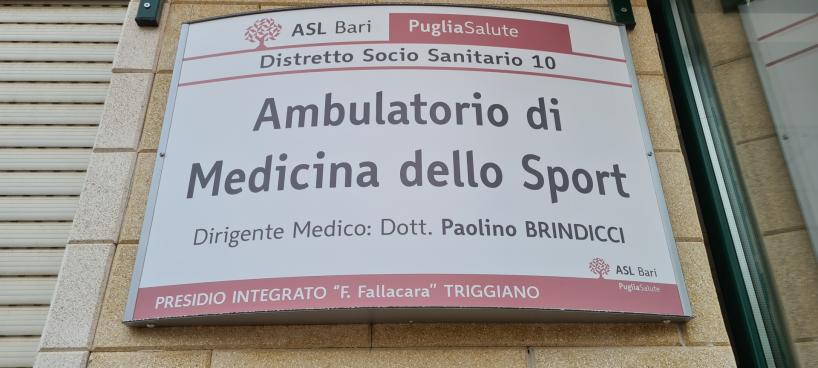 ASL Bari PugliaSalute
Distretto Socio Sanitario 10
Ambulatorio di
Medicina dello Sport
Dirigente Medico: Dott. Paolino BRINDICCI
ASL Bari
PugliaSalute
PRESIDIO INTEGRATO "F. Fallacara" TRIGGIANO